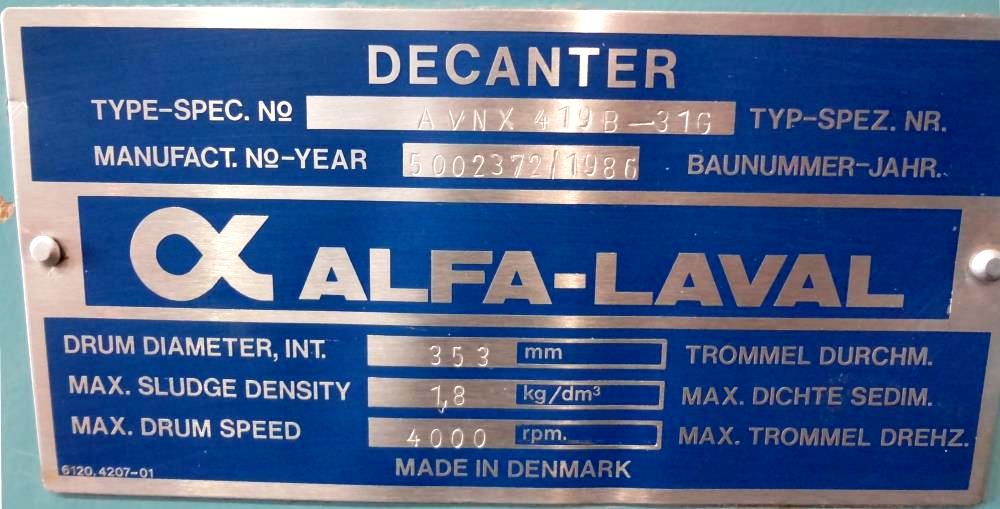 DECANTER
TYPE-SPEC. Nº AVNX 419B-31G TYP-SPEZ. NR.
MANUFACT. Nº-YEAR 5002372/1986 BAUNUMMER-JAHR.
ALFA-LAVAL
DRUM DIAMETER, INT. 353 mm TROMMEL DURCHM.
MAX. SLUDGE DENSITY 1,8 kg/dm³ MAX. DICHTE SEDIM.
MAX. DRUM SPEED 4000 rpm. MAX. TROMMEL DREHZ.
6120.4207-01 MADE IN DENMARK